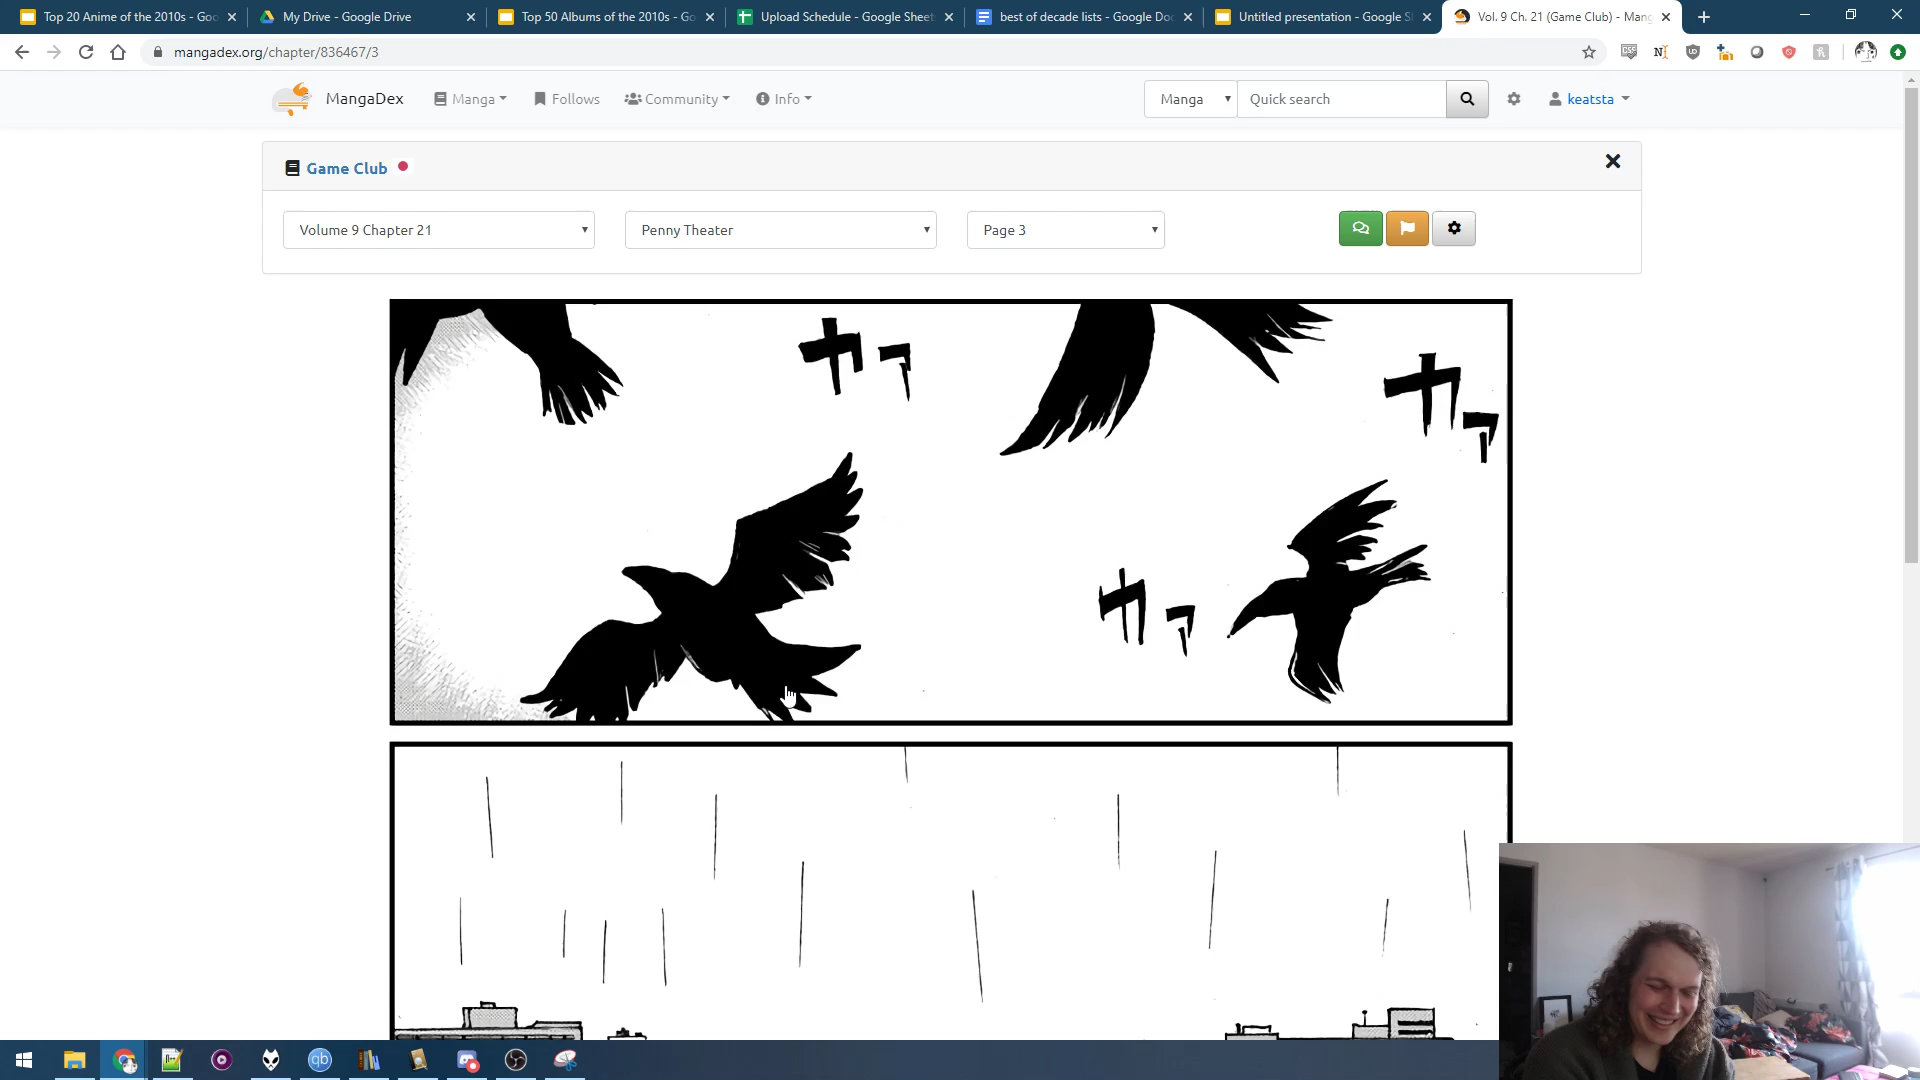 Top 20 Anime of the 2010s - Goo
My Drive - Google Drive
Top 50 Albums of the 2010s - Go
Upload Schedule - Google Sheet
best of decade lists - Google Doc
Untitled presentation - Google Sl
Vol. 9 Ch. 21 (Game Club) - Mang
mangadex.org/chapter/836467/3
MangaDex
Manga
Follows
Community
Info
Manga
Quick search
keatsta
Game Club
Volume 9 Chapter 21
Penny Theater
Page 3
カァ
カァ
カァ